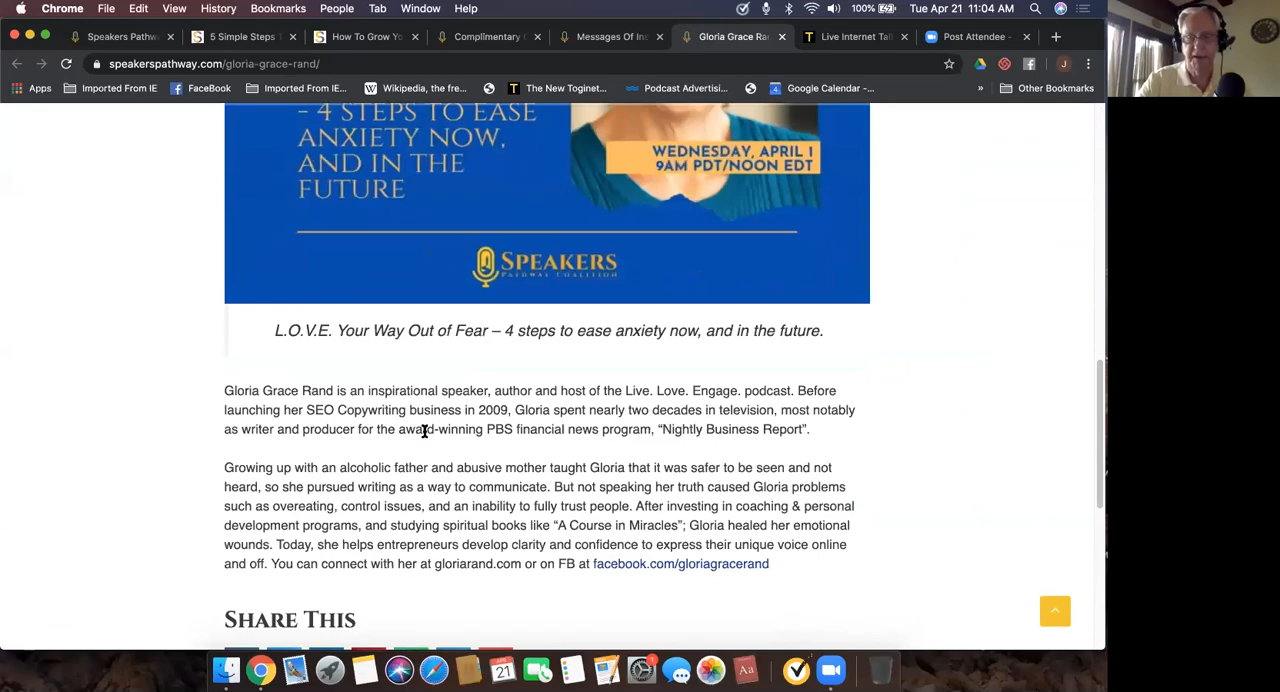 Chrome File Edit View History Bookmarks People Tab Window Help 100% Tue Apr 21 11:04 AM
Speakers Pathw 5 Simple Steps T How To Grow Yo Complimentary Messages Of Ins Gloria Grace Ran Live Internet Tal Post Attendee -
speakerspathway.com/gloria-grace-rand/ J
Apps Imported From IE FaceBook Imported From IE... Wikipedia, the fre... The New Toginet... Podcast Advertisi... Google Calendar -... » Other Bookmarks
- 4 STEPS TO EASE
ANXIETY NOW,
AND IN THE
FUTURE
WEDNESDAY, APRIL 1
9AM PDT/NOON EDT
SPEAKERS
PATHWAY COALITION
L.O.V.E. Your Way Out of Fear – 4 steps to ease anxiety now, and in the future.
Gloria Grace Rand is an inspirational speaker, author and host of the Live. Love. Engage. podcast. Before
launching her SEO Copywriting business in 2009, Gloria spent nearly two decades in television, most notably
as writer and producer for the award-winning PBS financial news program, “Nightly Business Report”.
Growing up with an alcoholic father and abusive mother taught Gloria that it was safer to be seen and not
heard, so she pursued writing as a way to communicate. But not speaking her truth caused Gloria problems
such as overeating, control issues, and an inability to fully trust people. After investing in coaching & personal
development programs, and studying spiritual books like “A Course in Miracles”; Gloria healed her emotional
wounds. Today, she helps entrepreneurs develop clarity and confidence to express their unique voice online
and off. You can connect with her at gloriarand.com or on FB at facebook.com/gloriagracerand
SHARE THIS
APR
21
1
Aa